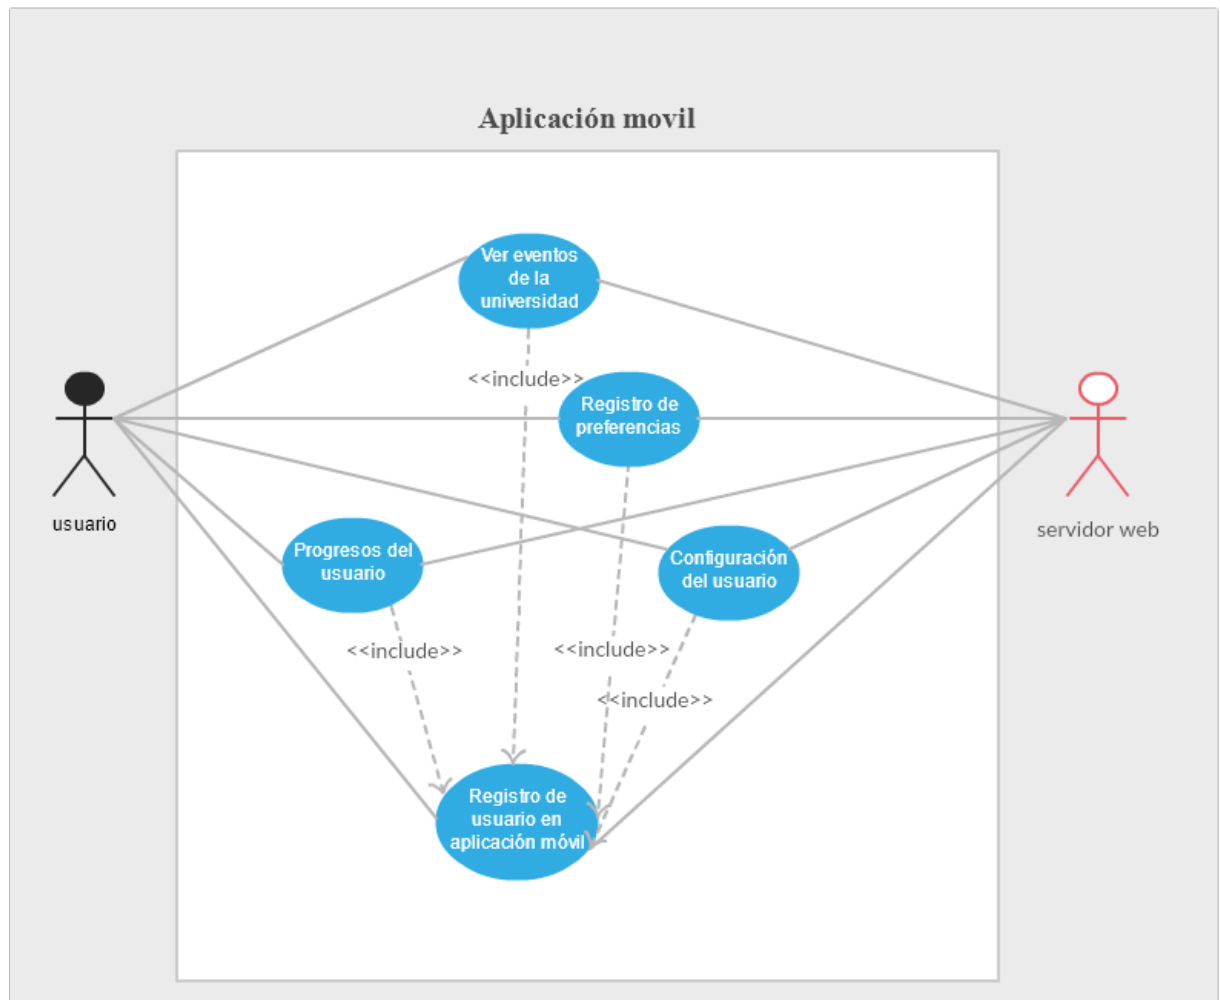 Aplicación movil
Ver eventos
de la
universidad
<<include>>
Registro de
preferencias
usuario
servidor web
Progresos del
usuario
Configuración
del usuario
<<include>>
<<include>>
<<include>>
Registro de
usuario en
aplicación móvil